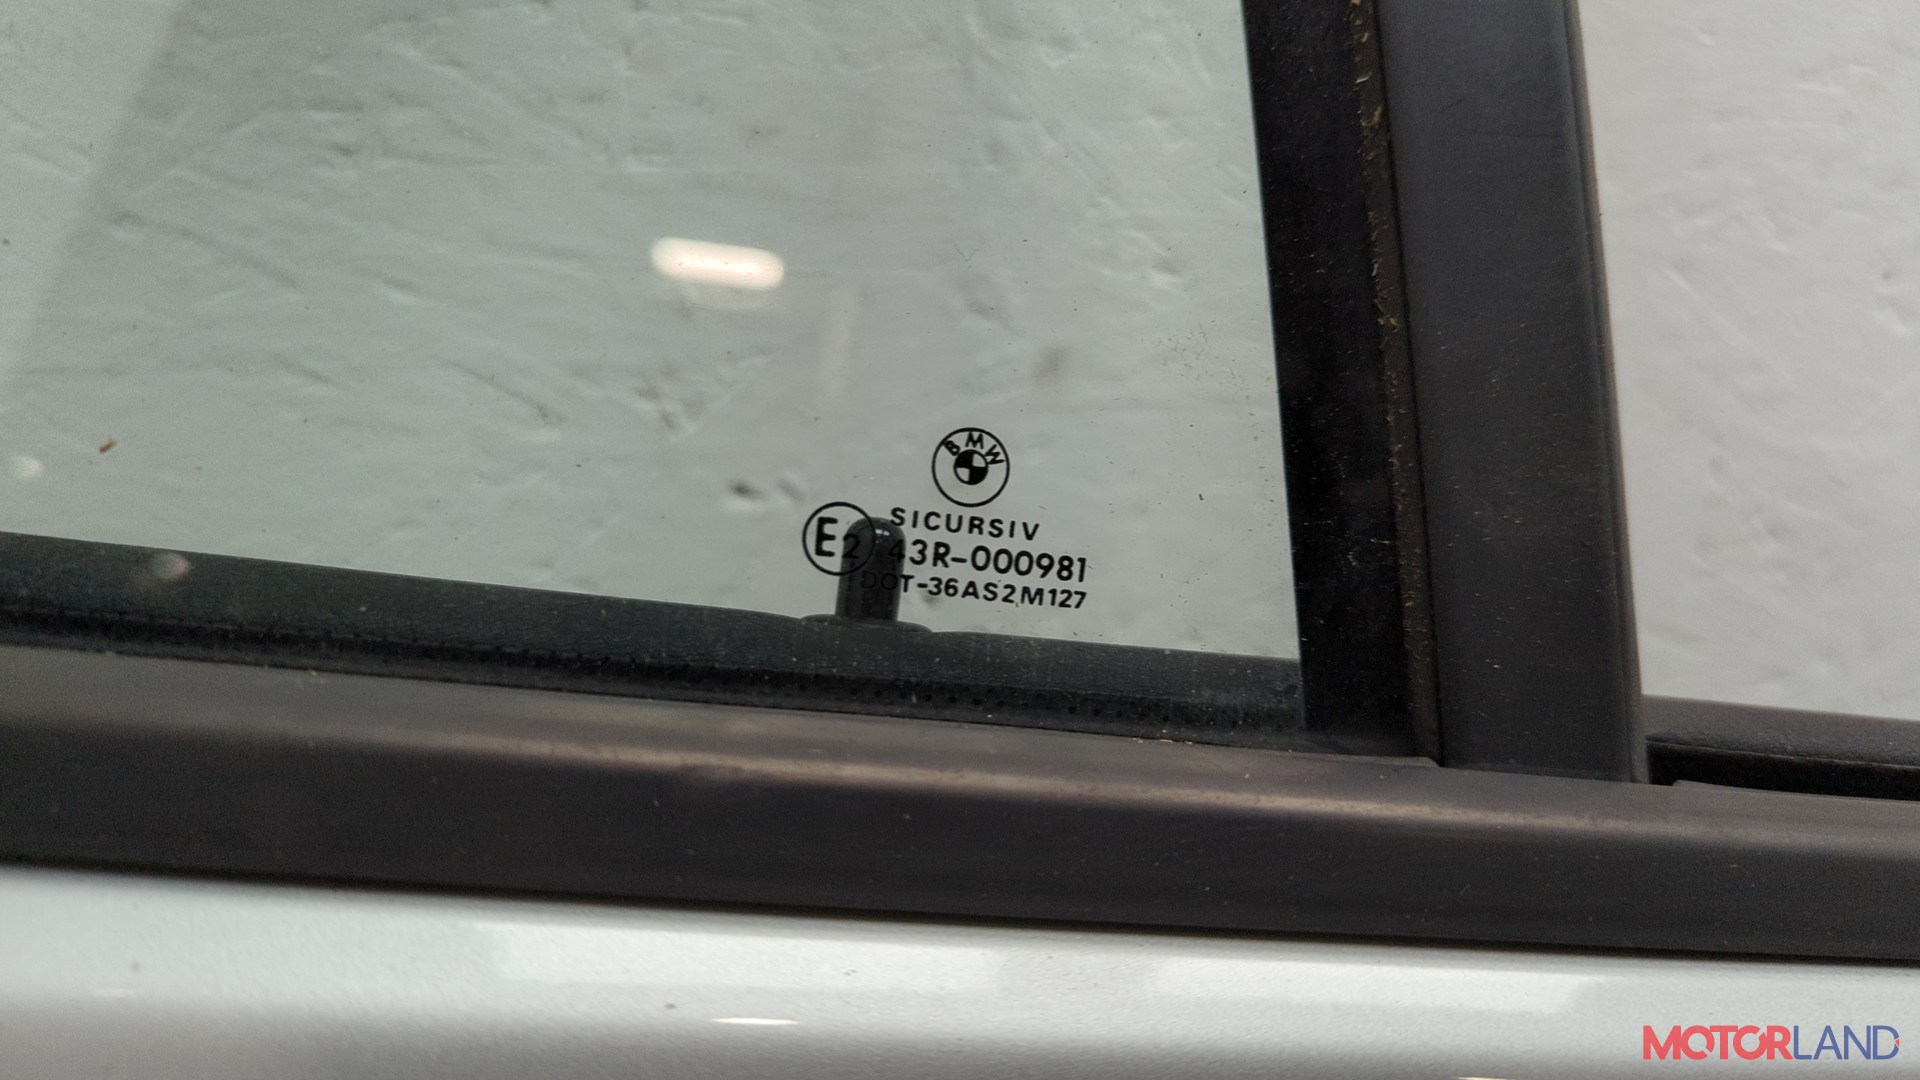 BMW
SICURSIV
E2 43R-000981
DOT-36AS2M127
MOTORLAND